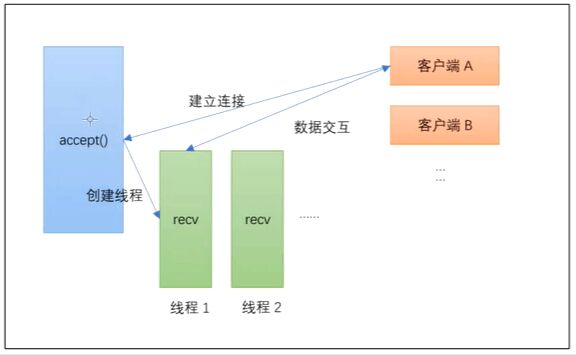 客户端 A
建立连接
客户端 B
数据交互
accept()
...
...
创建线程
recv
recv
......
线程 1
线程 2